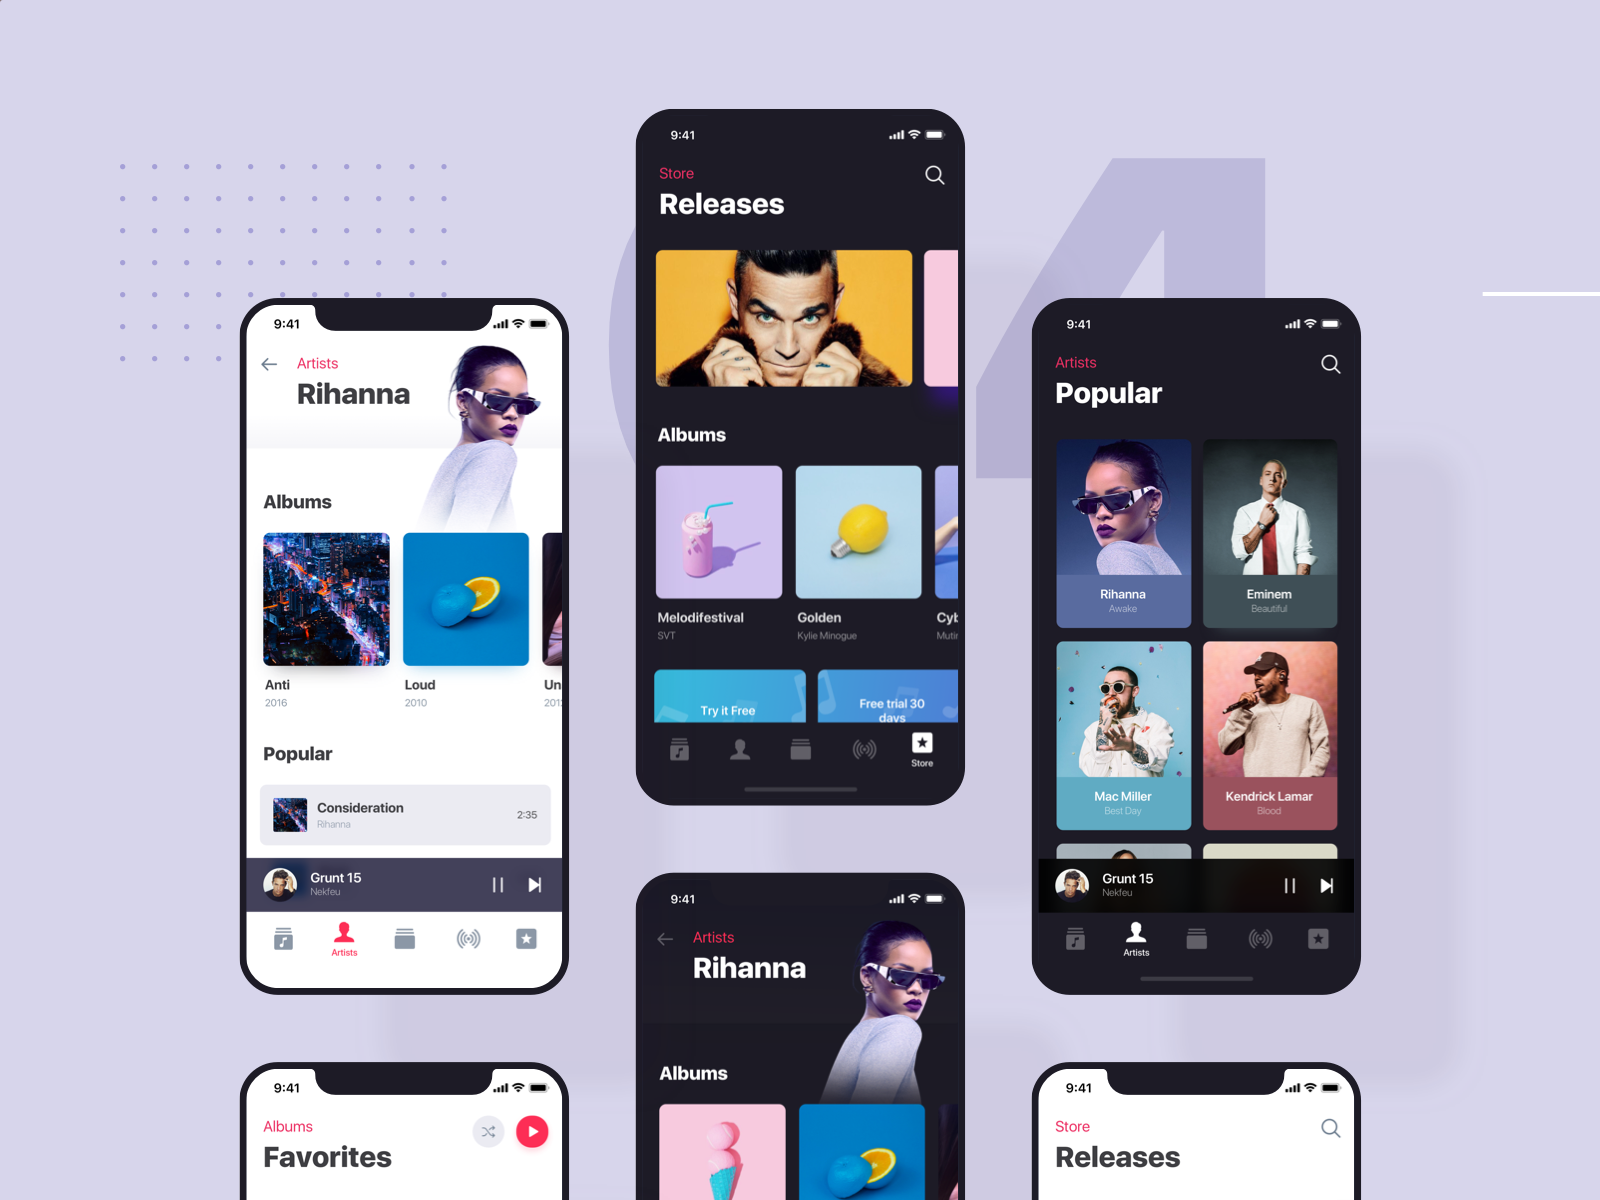 04
9:41
Artists
Rihanna
Albums
Anti
2016
Loud
2010
Un
201
Popular
Consideration
Rihanna
2:35
Grunt 15
Nekfeu
Artists
9:41
Albums
Favorites
9:41
Store
Releases
Albums
Melodifestival
SVT
Golden
Kylie Minogue
Cyb
Mutin
Try it Free
Free trial 30
days
Store
9:41
Artists
Rihanna
Albums
9:41
Artists
Popular
Rihanna
Awake
Eminem
Beautiful
Mac Miller
Best Day
Kendrick Lamar
Blood
Grunt 15
Nekfeu
Artists
9:41
Store
Releases